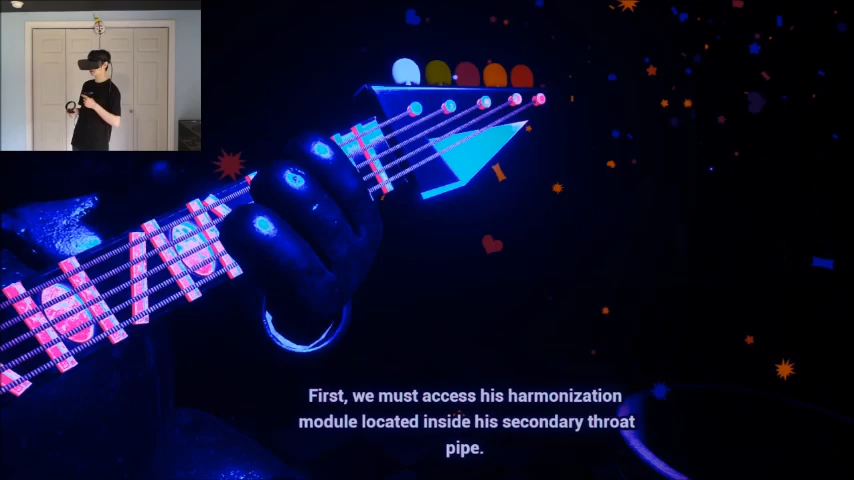 First, we must access his harmonization
module located inside his secondary throat
pipe.